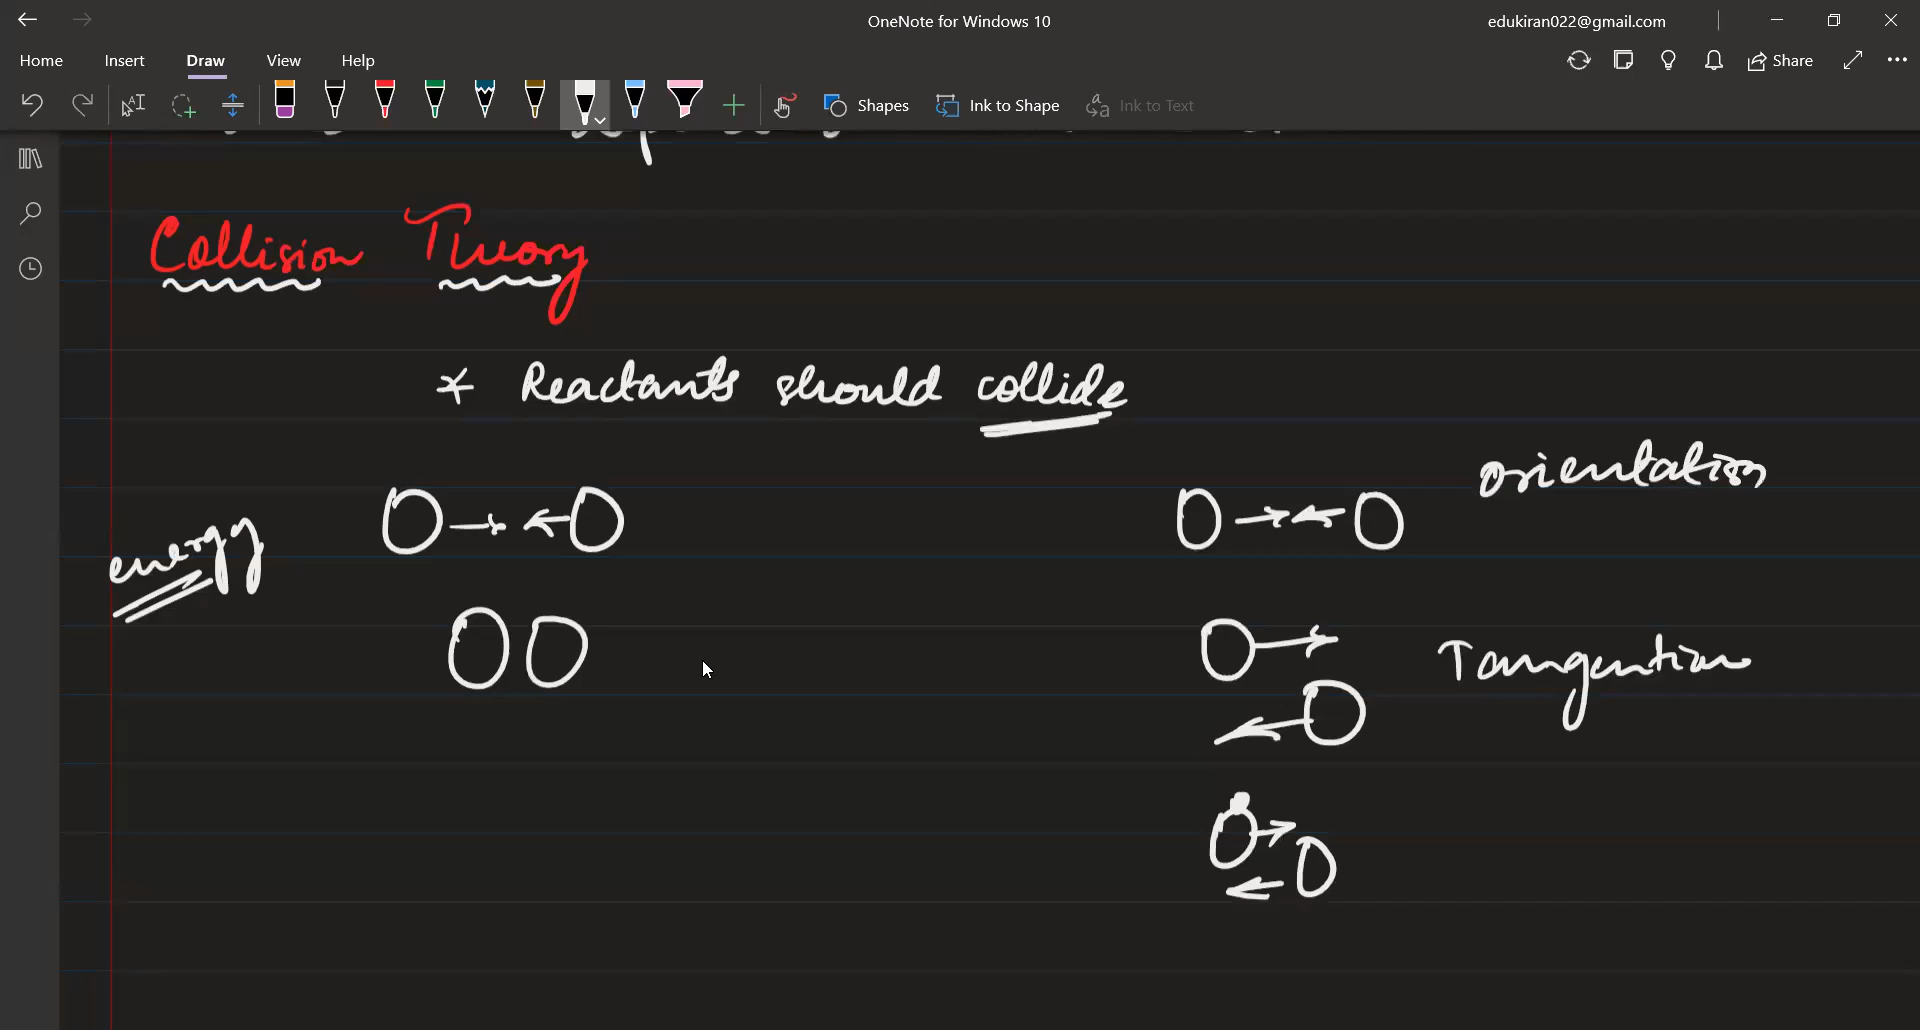 OneNote for Windows 10
edukiran022@gmail.com
Home Insert Draw View Help
Share
Shapes Ink to Shape Ink to Text
Collision Theory
* Reactants should collide
orientation
energy
Tangention